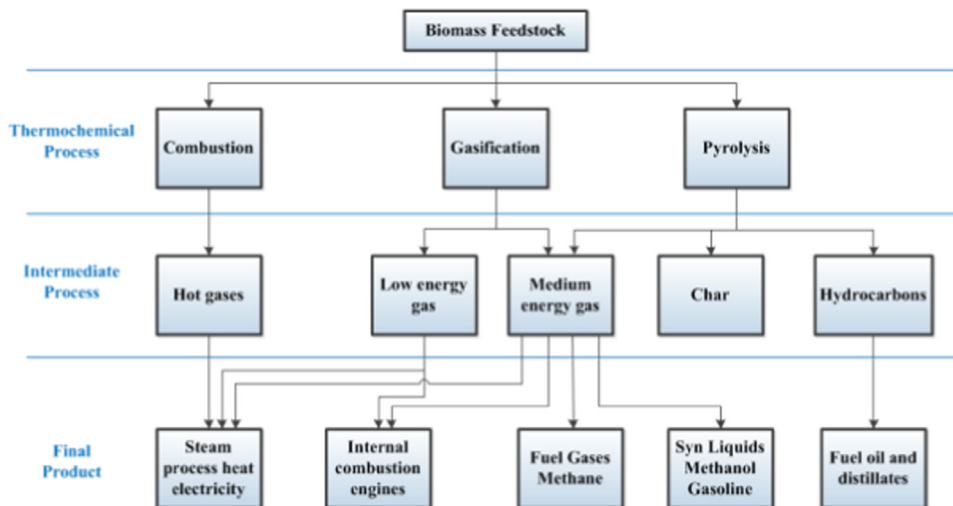 Biomass Feedstock
Thermochemical
Process
Combustion
Gasification
Pyrolysis
Intermediate
Process
Hot gases
Low energy
gas
Medium
energy gas
Char
Hydrocarbons
Final
Product
Steam
process heat
electricity
Internal
combustion
engines
Fuel Gases
Methane
Syn Liquids
Methanol
Gasoline
Fuel oil and
distillates